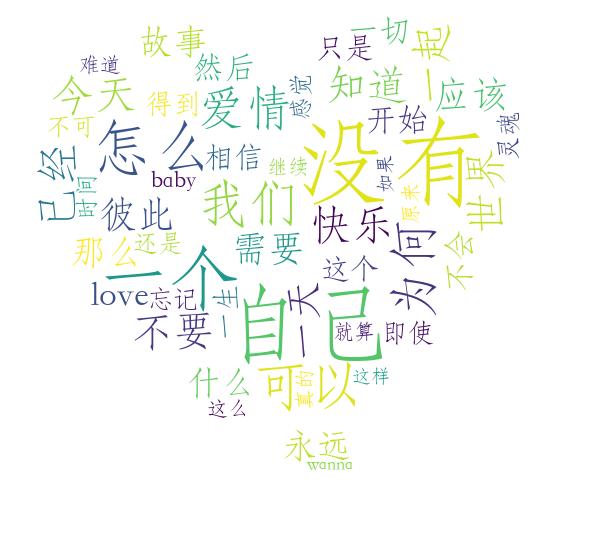 故事
一切
只是
起
难道
然后
今天
得到
爱情
感觉
知道
一
应该
不可
怎么
开始
灵魂
没有
已经
相信
继续
baby
如果
世界
时间
彼此
我们
快乐
原来
那么
还是
需要
为何
不会
一个
这个
love
忘记
一生
一天
不要
自己
就算
即使
什么
可以
真的
这样
这么
永远
wanna